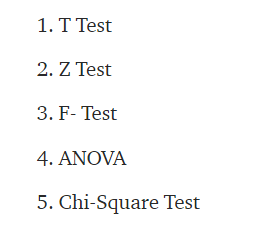 1. T Test
2. Z Test
3. F- Test
4. ANOVA
5. Chi-Square Test